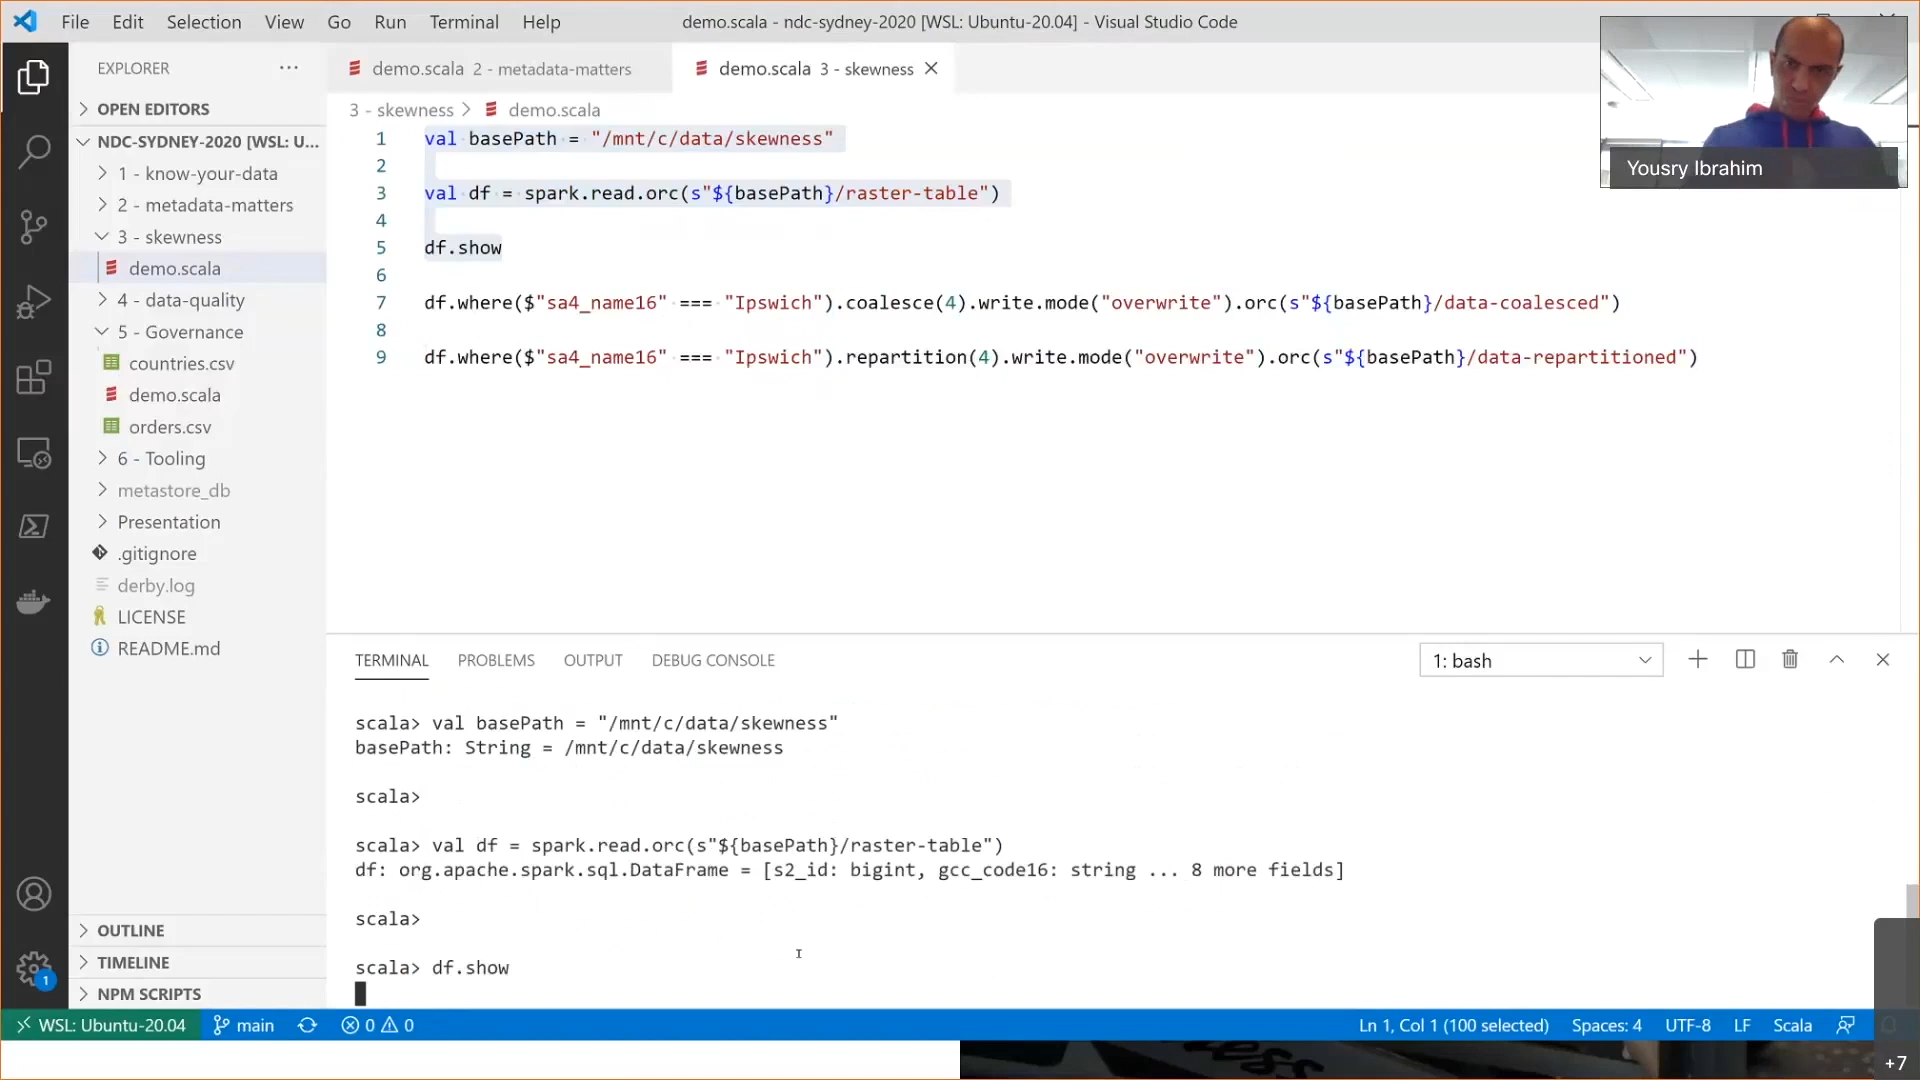 File Edit Selection View Go Run Terminal Help
demo.scala - ndc-sydney-2020 [WSL: Ubuntu-20.04] - Visual Studio Code
EXPLORER
demo.scala 2 - metadata-matters
demo.scala 3 - skewness
OPEN EDITORS
NDC-SYDNEY-2020 [WSL: U...
1 - know-your-data
2 - metadata-matters
3 - skewness
demo.scala
4 - data-quality
5 - Governance
countries.csv
demo.scala
orders.csv
6 - Tooling
metastore_db
Presentation
.gitignore
derby.log
LICENSE
README.md
OUTLINE
TIMELINE
NPM SCRIPTS
3 - skewness > demo.scala
1 val basePath = "/mnt/c/data/skewness"
2
3 val df = spark.read.orc(s"${basePath}/raster-table")
4
5 df.show
6
7 df.where($"sa4_name16" === "Ipswich").coalesce(4).write.mode("overwrite").orc(s"${basePath}/data-coalesced")
8
9 df.where($"sa4_name16" === "Ipswich").repartition(4).write.mode("overwrite").orc(s"${basePath}/data-repartitioned")
Yousry Ibrahim
TERMINAL PROBLEMS OUTPUT DEBUG CONSOLE
1: bash
scala> val basePath = "/mnt/c/data/skewness"
basePath: String = /mnt/c/data/skewness
scala>
scala> val df = spark.read.orc(s"${basePath}/raster-table")
df: org.apache.spark.sql.DataFrame = [s2_id: bigint, gcc_code16: string ... 8 more fields]
scala>
scala> df.show
1
WSL: Ubuntu-20.04 main 0 0
Ln 1, Col 1 (100 selected) Spaces: 4 UTF-8 LF Scala
+7